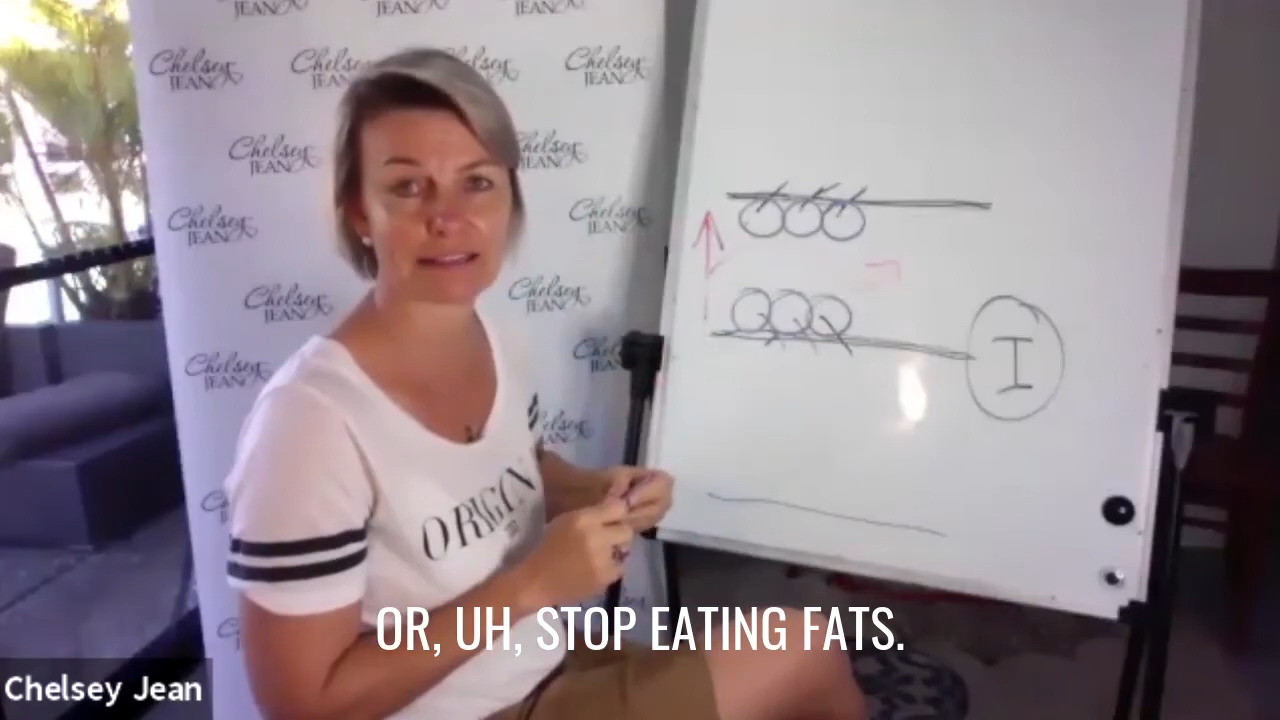 Chelsey
JEAN
ORIGIN
I
OR, UH, STOP EATING FATS.
Chelsey Jean